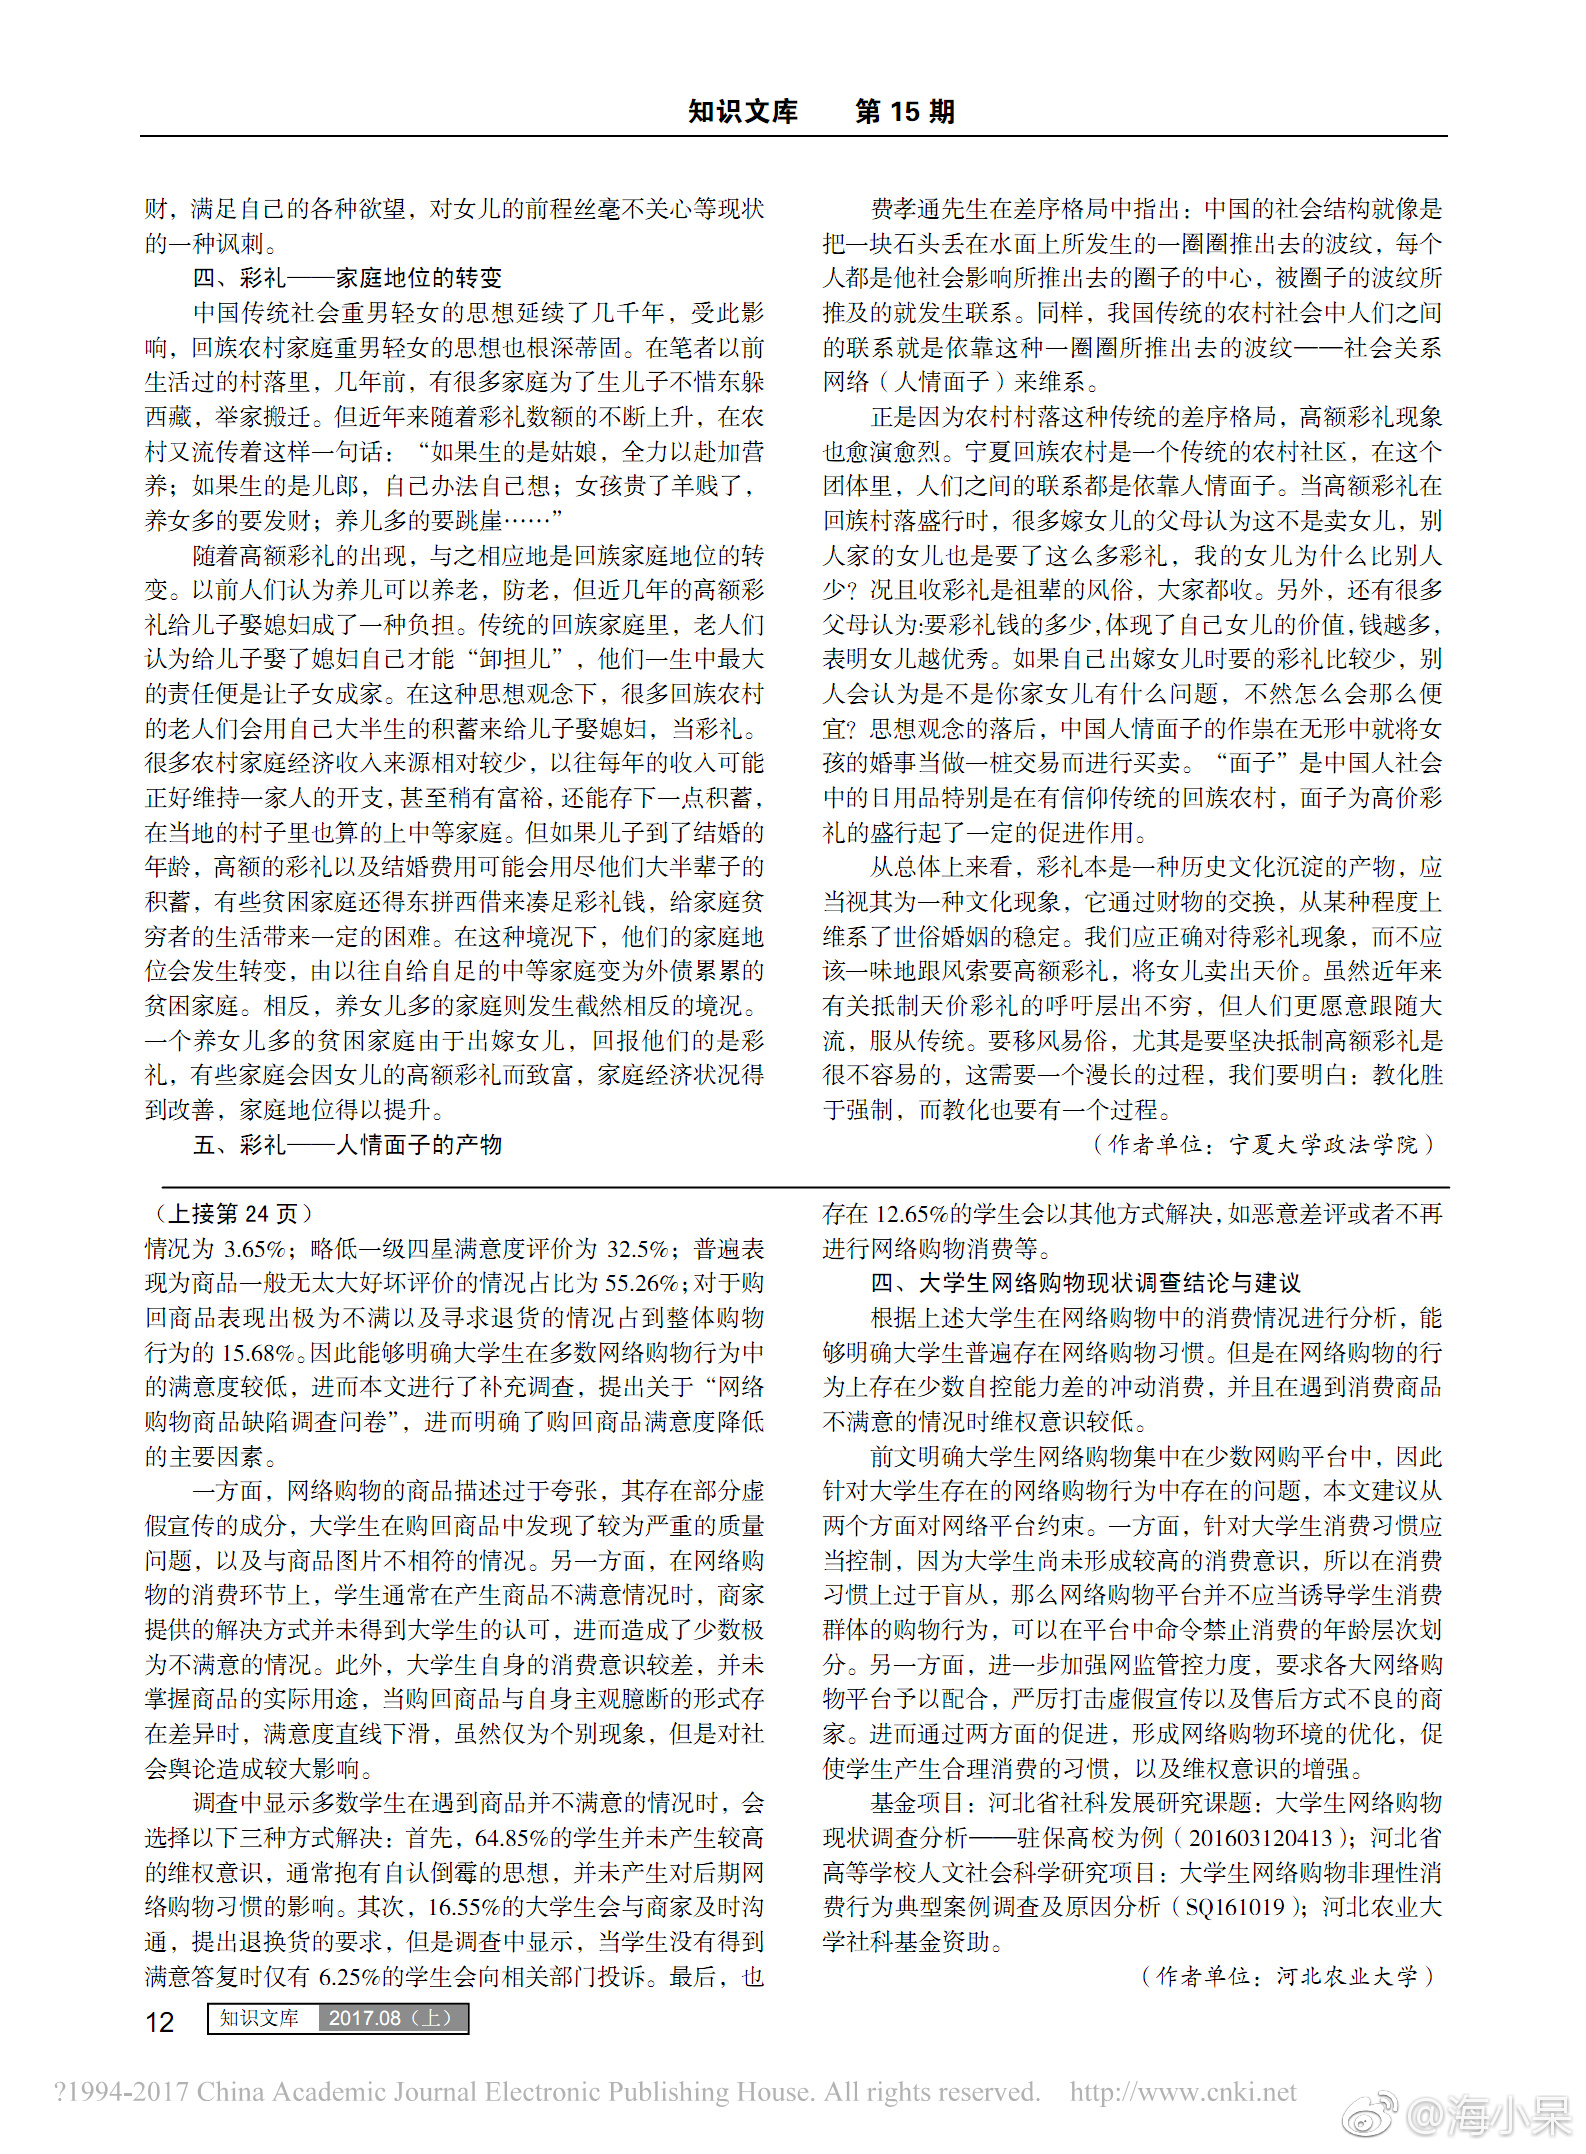 知识文库 第 15 期
财，满足自己的各种欲望，对女儿的前程丝毫不关心等现状
的一种讽刺。
四、彩礼——家庭地位的转变
中国传统社会重男轻女的思想延续了几千年，受此影
响，回族农村家庭重男轻女的思想也根深蒂固。在笔者以前
生活过的村落里，几年前，有很多家庭为了生儿子不惜东躲
西藏，举家搬迁。但近年来随着彩礼数额的不断上升，在农
村又流传着这样一句话：“如果生的是姑娘，全力以赴加营
养；如果生的是儿郎，自己办法自己想；女孩贵了羊贱了，
养女多的要发财；养儿多的要跳崖……”
随着高额彩礼的出现，与之相应地是回族家庭地位的转
变。以前人们认为养儿可以养老，防老，但近几年的高额彩
礼给儿子娶媳妇成了一种负担。传统的回族家庭里，老人们
认为给儿子娶了媳妇自己才能“卸担儿”，他们一生中最大
的责任便是让子女成家。在这种思想观念下，很多回族农村
的老人们会用自己大半生的积蓄来给儿子娶媳妇，当彩礼。
很多农村家庭经济收入来源相对较少，以往每年的收入可能
正好维持一家人的开支，甚至稍有富裕，还能存下一点积蓄，
在当地的村子里也算的上中等家庭。但如果儿子到了结婚的
年龄，高额的彩礼以及结婚费用可能会用尽他们大半辈子的
积蓄，有些贫困家庭还得东拼西借来凑足彩礼钱，给家庭贫
穷者的生活带来一定的困难。在这种境况下，他们的家庭地
位会发生转变，由以往自给自足的中等家庭变为外债累累的
贫困家庭。相反，养女儿多的家庭则发生截然相反的境况。
一个养女儿多的贫困家庭由于出嫁女儿，回报他们的是彩
礼，有些家庭会因女儿的高额彩礼而致富，家庭经济状况得
到改善，家庭地位得以提升。
五、彩礼——人情面子的产物
费孝通先生在差序格局中指出：中国的社会结构就像是
把一块石头丢在水面上所发生的一圈圈推出去的波纹，每个
人都是他社会影响所推出去的圈子的中心，被圈子的波纹所
推及的就发生联系。同样，我国传统的农村社会中人们之间
的联系就是依靠这种一圈圈所推出去的波纹——社会关系
网络（人情面子）来维系。
正是因为农村村落这种传统的差序格局，高额彩礼现象
也愈演愈烈。宁夏回族农村是一个传统的农村社区，在这个
团体里，人们之间的联系都是依靠人情面子。当高额彩礼在
回族村落盛行时，很多嫁女儿的父母认为这不是卖女儿，别
人家的女儿也是要了这么多彩礼，我的女儿为什么比别人
少？况且收彩礼是祖辈的风俗，大家都收。另外，还有很多
父母认为:要彩礼钱的多少，体现了自己女儿的价值，钱越多，
表明女儿越优秀。如果自己出嫁女儿时要的彩礼比较少，别
人会认为是不是你家女儿有什么问题，不然怎么会那么便
宜？思想观念的落后，中国人情面子的作祟在无形中就将女
孩的婚事当做一桩交易而进行买卖。“面子”是中国人社会
中的日用品特别是在有信仰传统的回族农村，面子为高价彩
礼的盛行起了一定的促进作用。
从总体上来看，彩礼本是一种历史文化沉淀的产物，应
当视其为一种文化现象，它通过财物的交换，从某种程度上
维系了世俗婚姻的稳定。我们应正确对待彩礼现象，而不应
该一味地跟风索要高额彩礼，将女儿卖出天价。虽然近年来
有关抵制天价彩礼的呼吁层出不穷，但人们更愿意跟随大
流，服从传统。要移风易俗，尤其是要坚决抵制高额彩礼是
很不容易的，这需要一个漫长的过程，我们要明白：教化胜
于强制，而教化也要有一个过程。
（作者单位：宁夏大学政法学院）
（上接第 24 页）
情况为 3.65%；略低一级四星满意度评价为 32.5%；普遍表
现为商品一般无太大好坏评价的情况占比为 55.26%；对于购
回商品表现出极为不满以及寻求退货的情况占到整体购物
行为的 15.68%。因此能够明确大学生在多数网络购物行为中
的满意度较低，进而本文进行了补充调查，提出关于“网络
购物商品缺陷调查问卷”，进而明确了购回商品满意度降低
的主要因素。
一方面，网络购物的商品描述过于夸张，其存在部分虚
假宣传的成分，大学生在购回商品中发现了较为严重的质量
问题，以及与商品图片不相符的情况。另一方面，在网络购
物的消费环节上，学生通常在产生商品不满意情况时，商家
提供的解决方式并未得到大学生的认可，进而造成了少数极
为不满意的情况。此外，大学生自身的消费意识较差，并未
掌握商品的实际用途，当购回商品与自身主观臆断的形式存
在差异时，满意度直线下滑，虽然仅为个别现象，但是对社
会舆论造成较大影响。
调查中显示多数学生在遇到商品并不满意的情况时，会
选择以下三种方式解决：首先，64.85%的学生并未产生较高
的维权意识，通常抱有自认倒霉的思想，并未产生对后期网
络购物习惯的影响。其次，16.55%的大学生会与商家及时沟
通，提出退换货的要求，但是调查中显示，当学生没有得到
满意答复时仅有 6.25%的学生会向相关部门投诉。最后，也
存在 12.65%的学生会以其他方式解决，如恶意差评或者不再
进行网络购物消费等。
四、大学生网络购物现状调查结论与建议
根据上述大学生在网络购物中的消费情况进行分析，能
够明确大学生普遍存在网络购物习惯。但是在网络购物的行
为上存在少数自控能力差的冲动消费，并且在遇到消费商品
不满意的情况时维权意识较低。
前文明确大学生网络购物集中在少数网购平台中，因此
针对大学生存在的网络购物行为中存在的问题，本文建议从
两个方面对网络平台约束。一方面，针对大学生消费习惯应
当控制，因为大学生尚未形成较高的消费意识，所以在消费
习惯上过于盲从，那么网络购物平台并不应当诱导学生消费
群体的购物行为，可以在平台中命令禁止消费的年龄层次划
分。另一方面，进一步加强网监管控力度，要求各大网络购
物平台予以配合，严厉打击虚假宣传以及售后方式不良的商
家。进而通过两方面的促进，形成网络购物环境的优化，促
使学生产生合理消费的习惯，以及维权意识的增强。
基金项目：河北省社科发展研究课题：大学生网络购物
现状调查分析——驻保高校为例（201603120413）；河北省
高等学校人文社会科学研究项目：大学生网络购物非理性消
费行为典型案例调查及原因分析（SQ161019）；河北农业大
学社科基金资助。
（作者单位：河北农业大学）
12 知识文库 2017.08（上）
?1994-2017 China Academic Journal Electronic Publishing House. All rights reserved. http://www.cnki.net
@海小呆